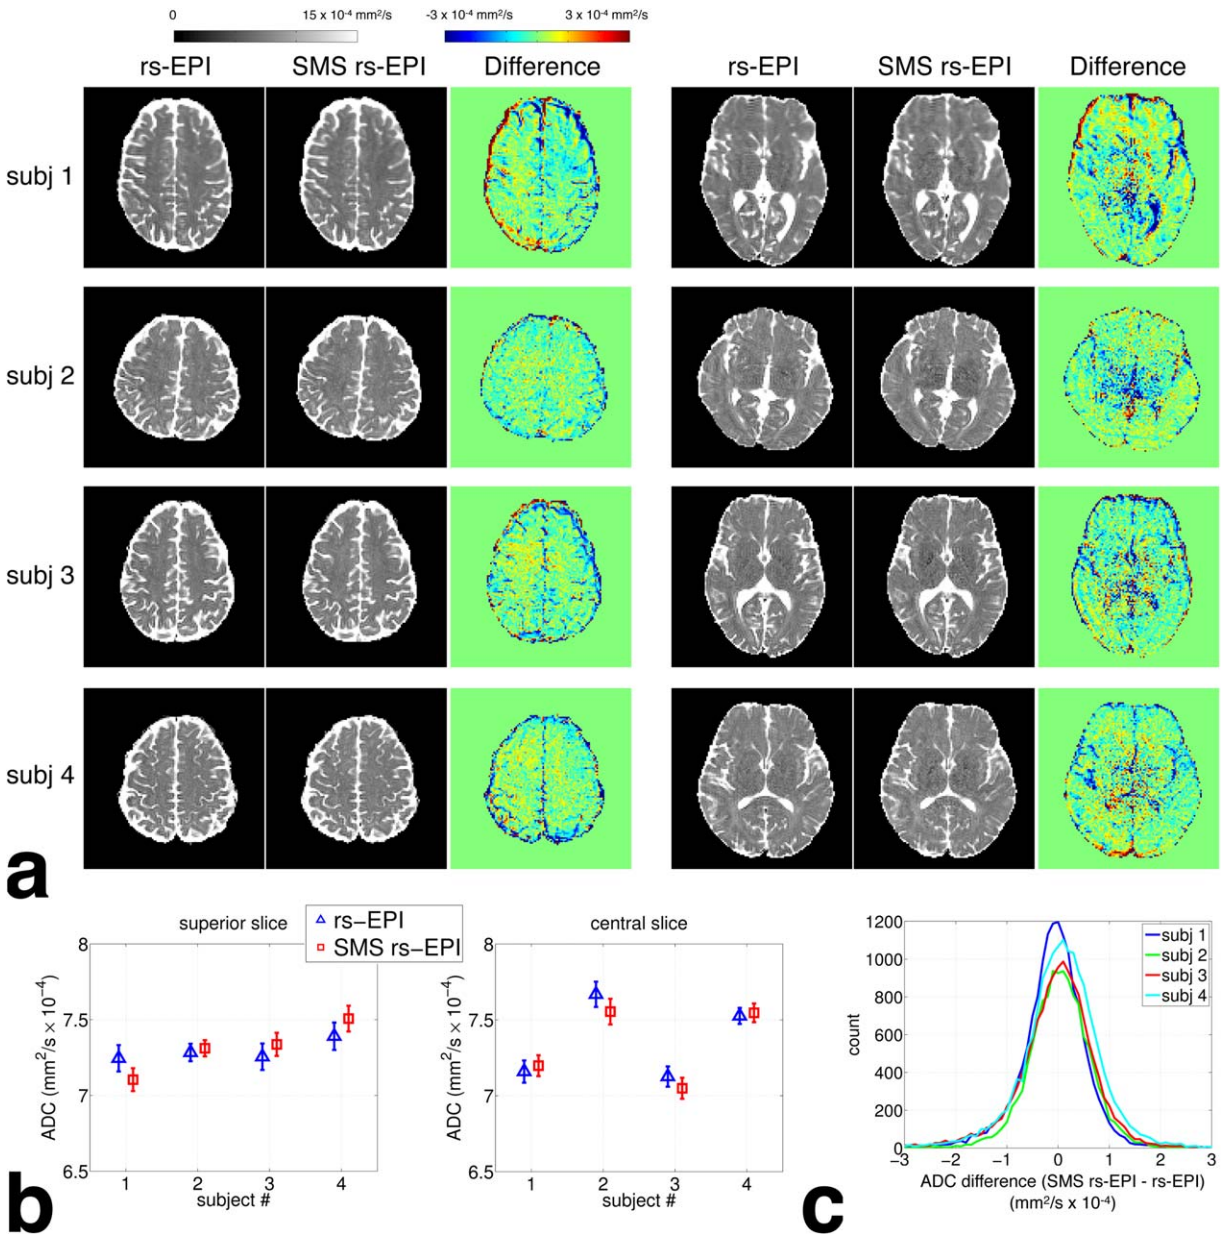 0 15 x 10-4 mm2/s -3 x 10-4 mm2/s 3 x 10-4 mm2/s
rs-EPI SMS rs-EPI Difference rs-EPI SMS rs-EPI Difference
subj 1
subj 2
subj 3
subj 4
a
superior slice
rs−EPI
SMS rs−EPI
8
7.5
7
6.5
ADC (mm2/s × 10−4)
1 2 3 4
subject #
b
central slice
8
7.5
7
6.5
ADC (mm2/s × 10−4)
1 2 3 4
subject #
1200
1000
800
600
400
200
0
count
subj 1
subj 2
subj 3
subj 4
−3 −2 −1 0 1 2 3
ADC difference (SMS rs-EPI - rs-EPI)
(mm2/s x 10-4)
c